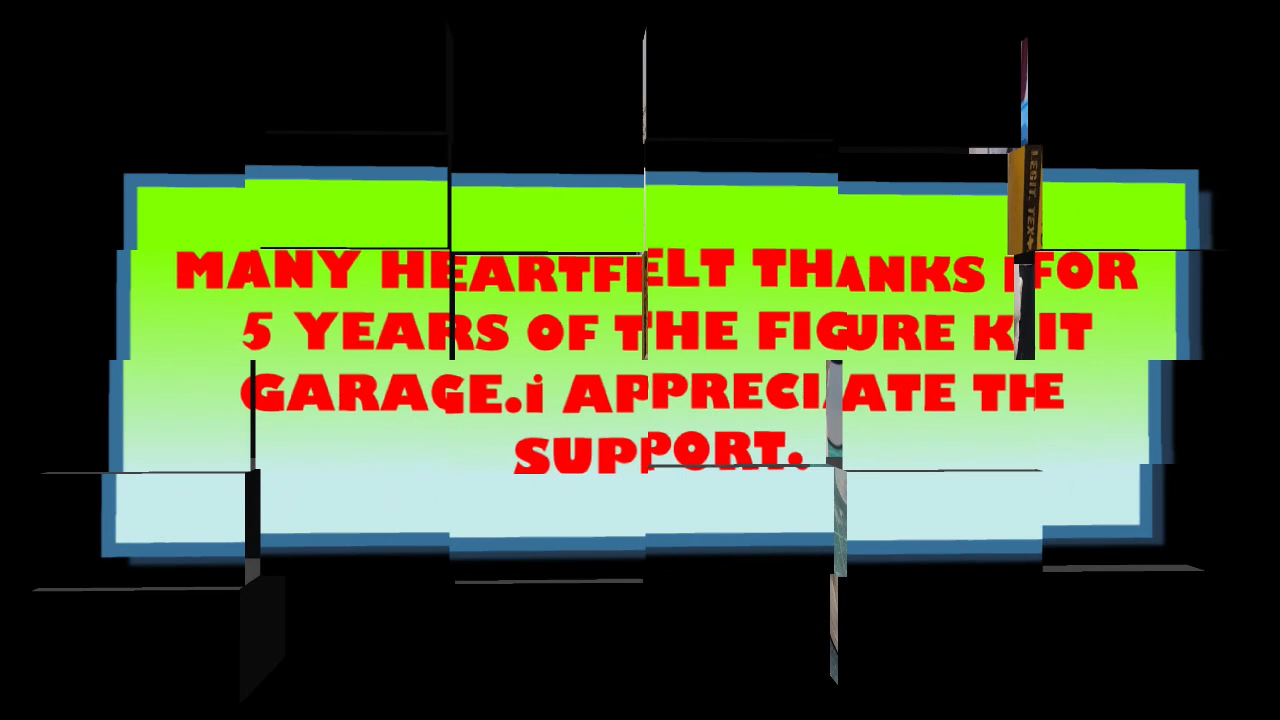 MANY HEARTFELT THANKS FOR
5 YEARS OF THE FIGURE KIT
GARAGE.i APPRECIATE THE
SUPPORT.